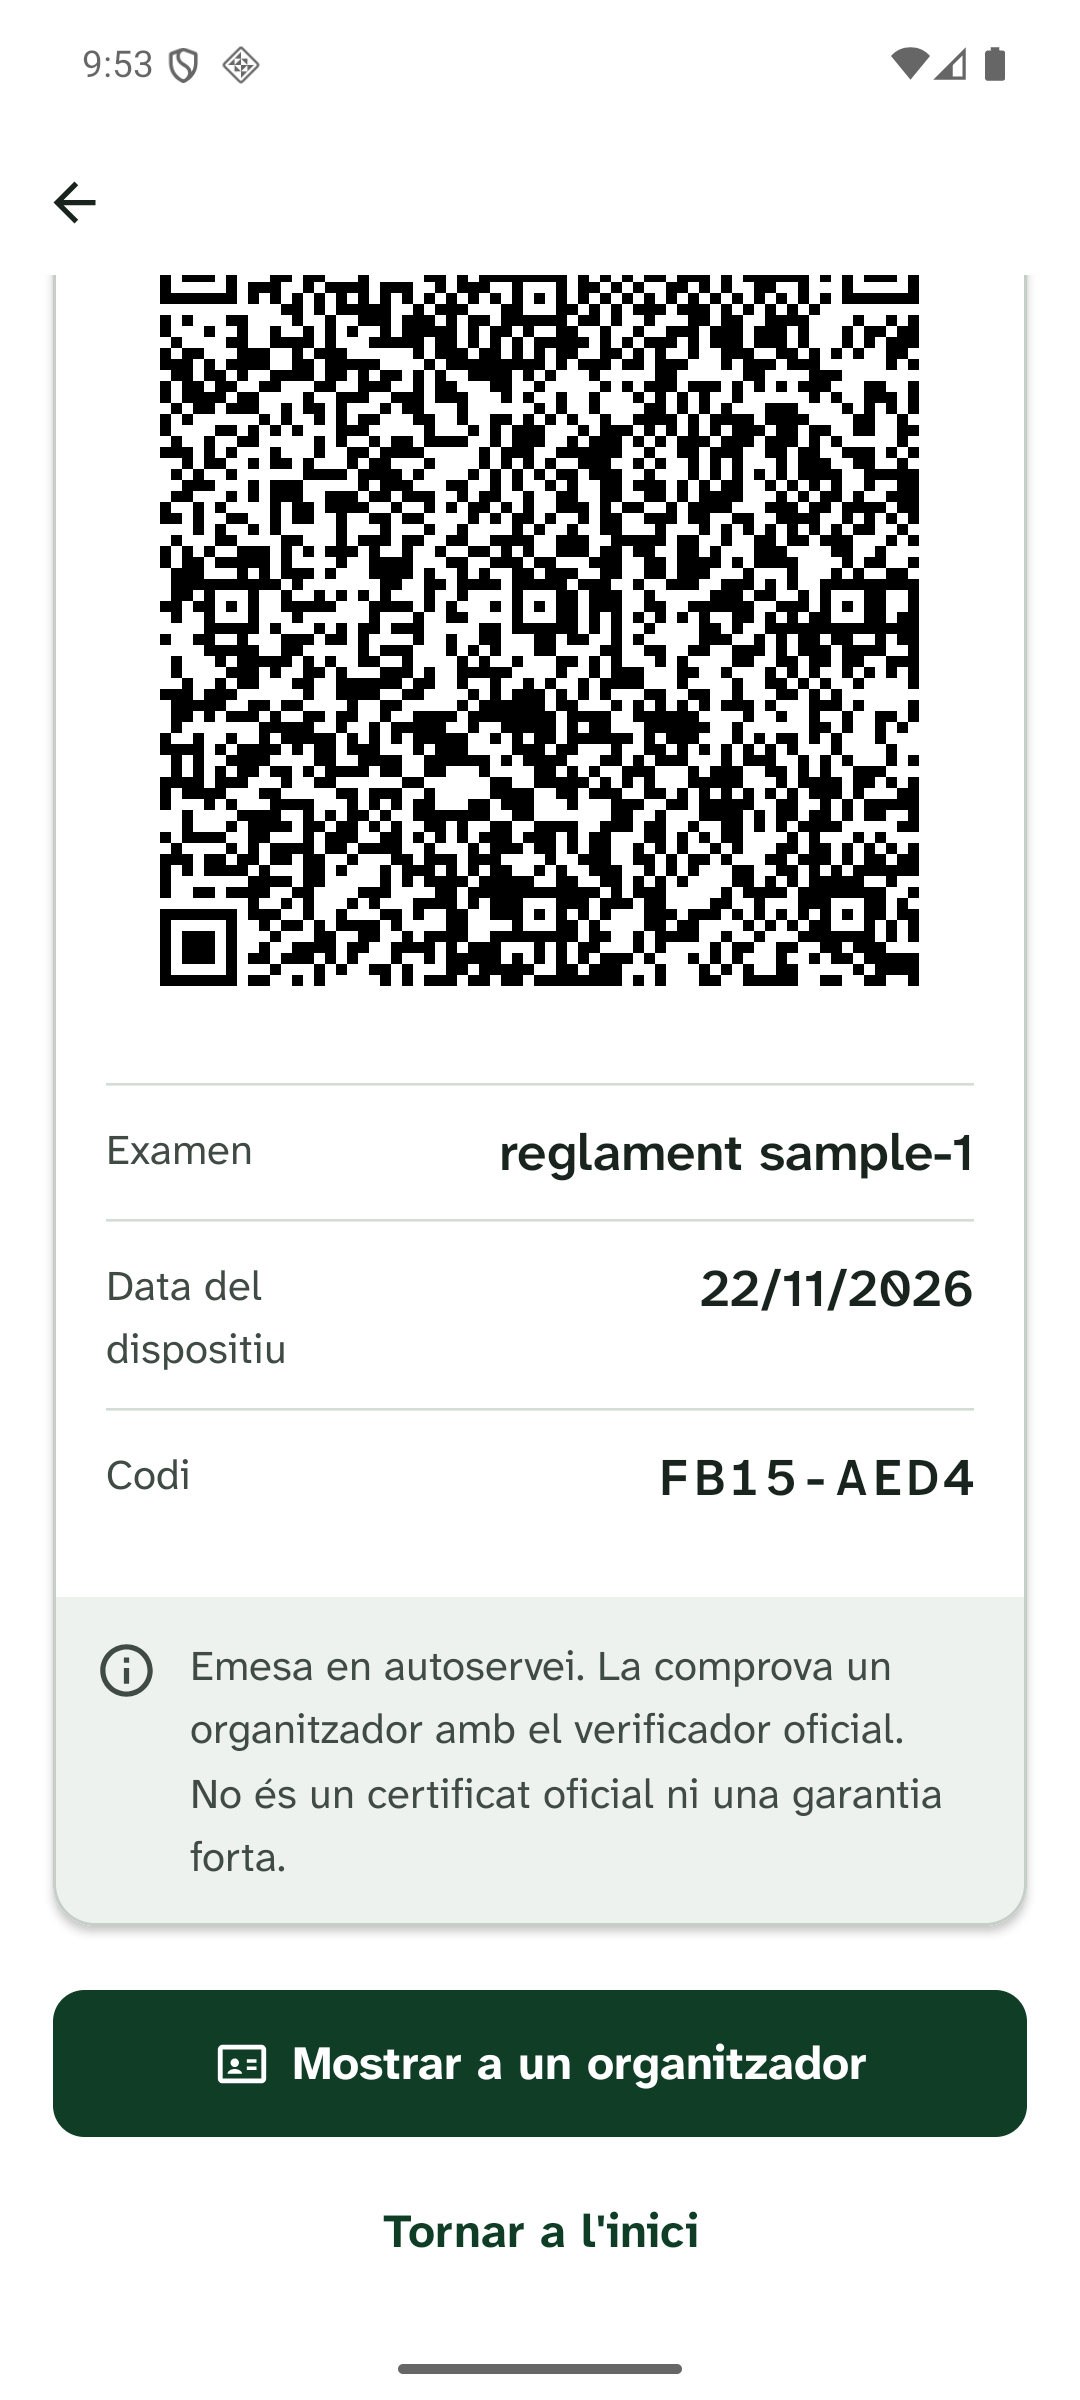 9:53
Examen
reglament sample-1
Data del
dispositiu
22/11/2026
Codi
FB15-AED4
Emesa en autoservei. La comprova un
organitzador amb el verificador oficial.
No és un certificat oficial ni una garantia
forta.
Mostrar a un organitzador
Tornar a l'inici